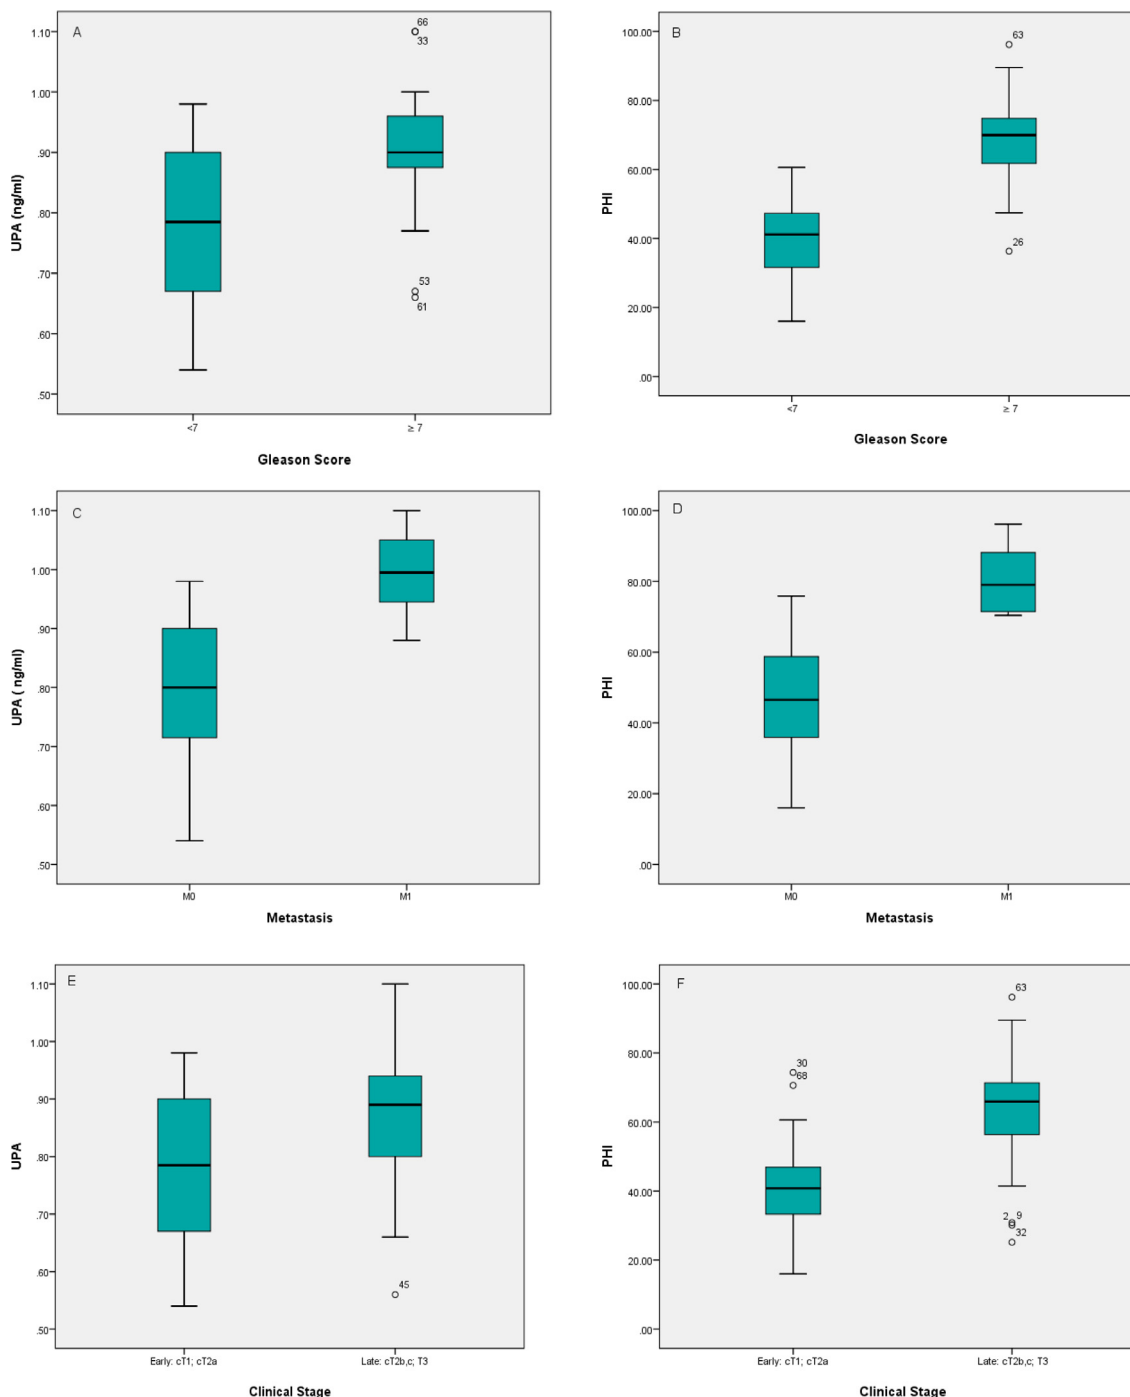 A
UPA (ng/ml)
1.10
1.00
.90
.80
.70
.60
.50
66
33
53
61
<7
≥ 7
Gleason Score
B
PHI
100.00
80.00
60.00
40.00
20.00
.00
63
26
<7
≥ 7
Gleason Score
C
UPA ( ng/ml)
1.10
1.00
.90
.80
.70
.60
.50
M0
M1
Metastasis
D
PHI
100.00
80.00
60.00
40.00
20.00
.00
M0
M1
Metastasis
E
UPA
1.10
1.00
.90
.80
.70
.60
.50
45
Early: cT1; cT2a
Late: cT2b,c; T3
Clinical Stage
F
PHI
100.00
80.00
60.00
40.00
20.00
.00
30
68
63
2 9
32
Early: cT1; cT2a
Late: cT2b,c; T3
Clinical Stage